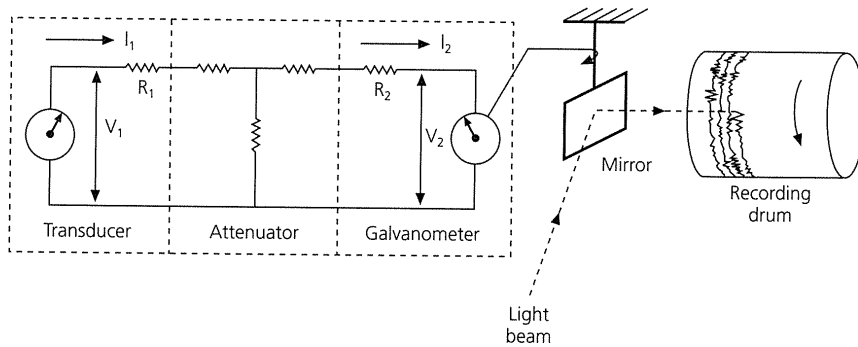 I1
I2
R1
R2
V1
V2
Transducer
Attenuator
Galvanometer
Mirror
Recording
drum
Light
beam